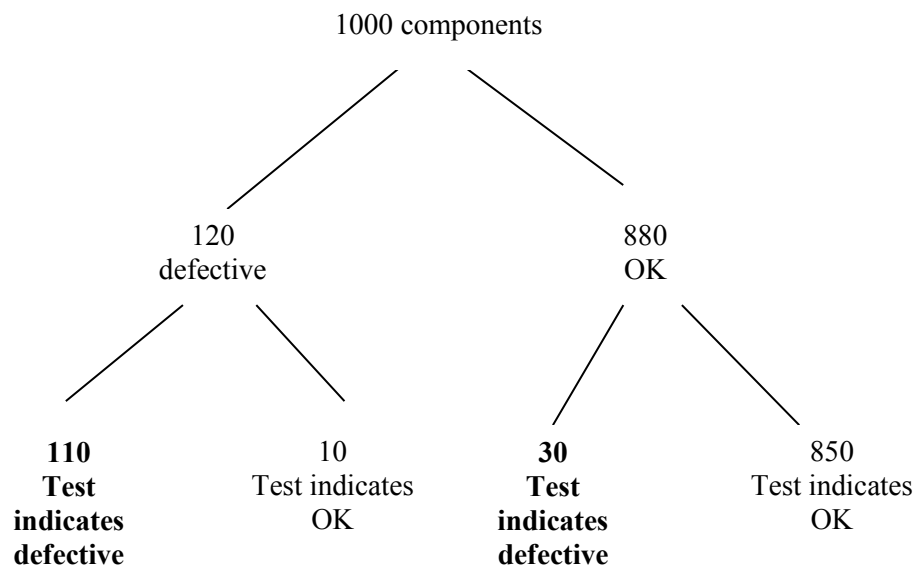 1000 components
120
defective
880
OK
110
Test
indicates
defective
10
Test indicates
OK
30
Test
indicates
defective
850
Test indicates
OK